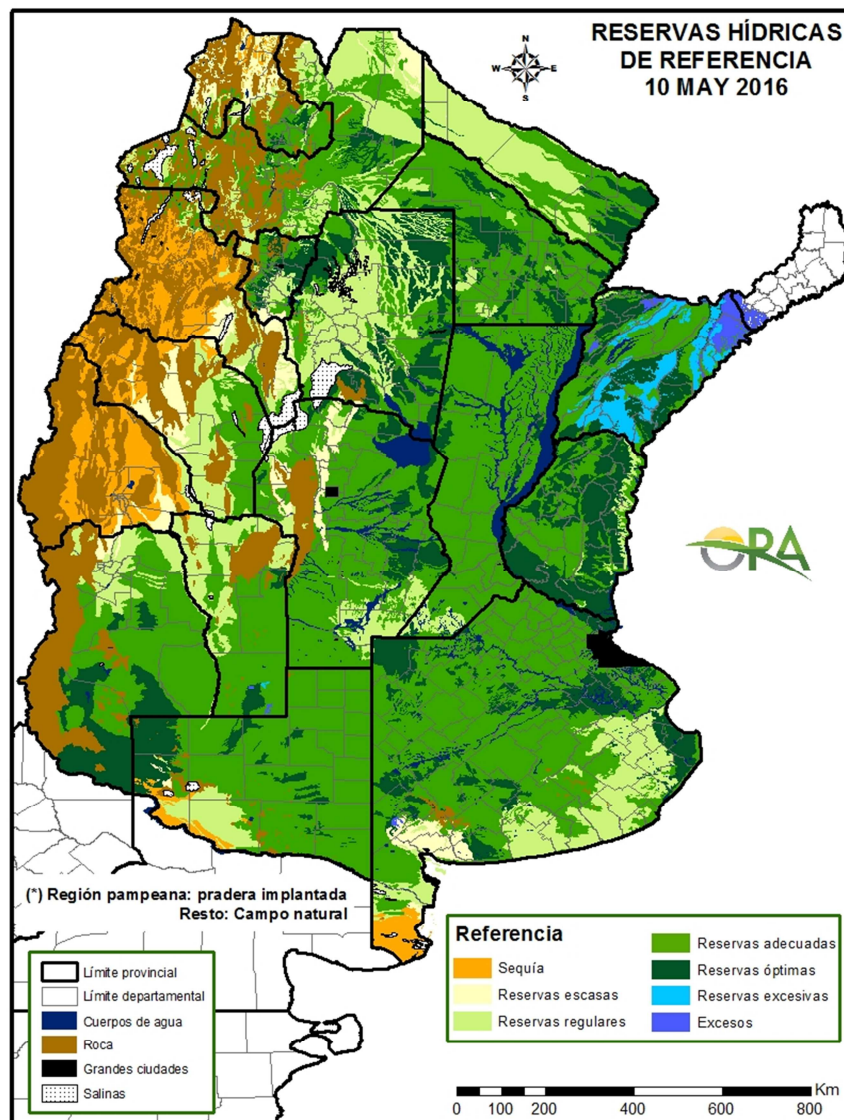 RESERVAS HÍDRICAS
DE REFERENCIA
10 MAY 2016
N
W E
S
ORA
(*) Región pampeana: pradera implantada
Resto: Campo natural
Límite provincial
Límite departamental
Cuerpos de agua
Roca
Grandes ciudades
Salinas
Referencia
Sequía
Reservas escasas
Reservas regulares
Reservas adecuadas
Reservas óptimas
Reservas excesivas
Excesos
Km
0 100 200 400 600 800